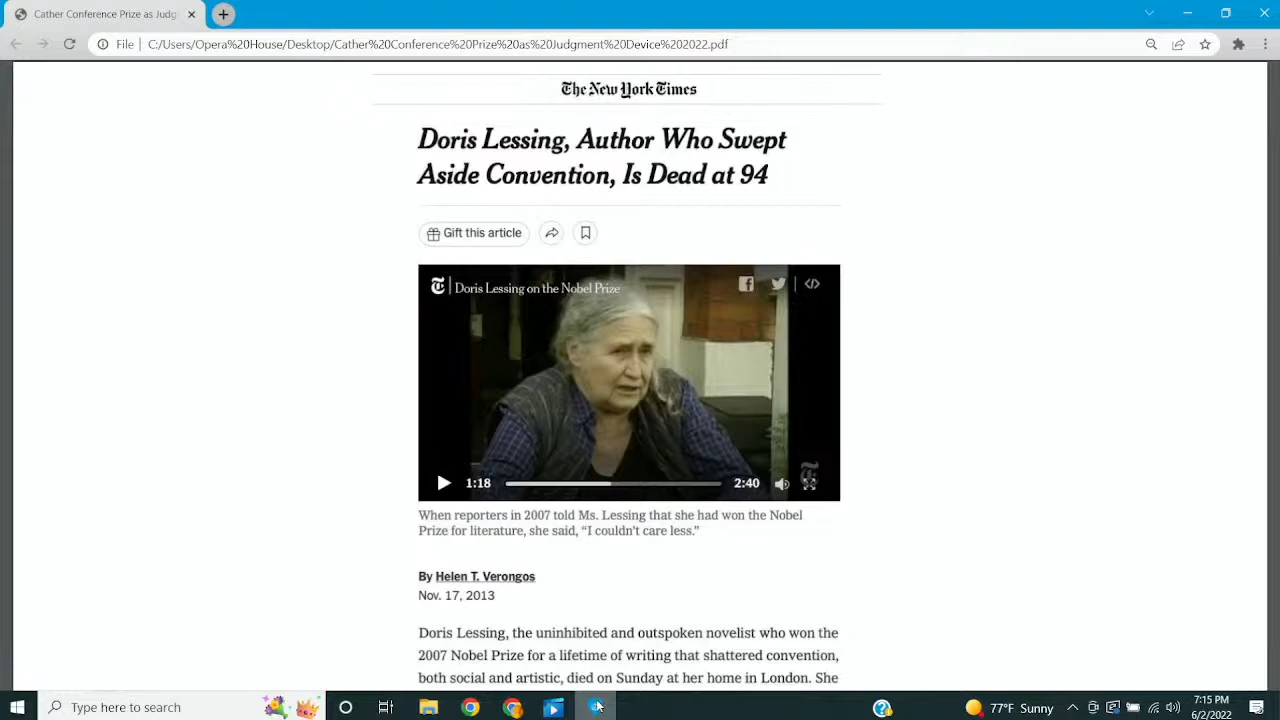 Cather Conference Prize as Judg
File | C:/Users/Opera%20House/Desktop/Cather%20Conference%20Prize%20as%20Judgment%20Device%202022.pdf
The New York Times
Doris Lessing, Author Who Swept
Aside Convention, Is Dead at 94
Gift this article
Doris Lessing on the Nobel Prize
1:18
2:40
When reporters in 2007 told Ms. Lessing that she had won the Nobel
Prize for literature, she said, “I couldn't care less.”
By Helen T. Verongos
Nov. 17, 2013
Doris Lessing, the uninhibited and outspoken novelist who won the
2007 Nobel Prize for a lifetime of writing that shattered convention,
both social and artistic, died on Sunday at her home in London. She
Type here to search
77°F Sunny
7:15 PM
6/2/2022